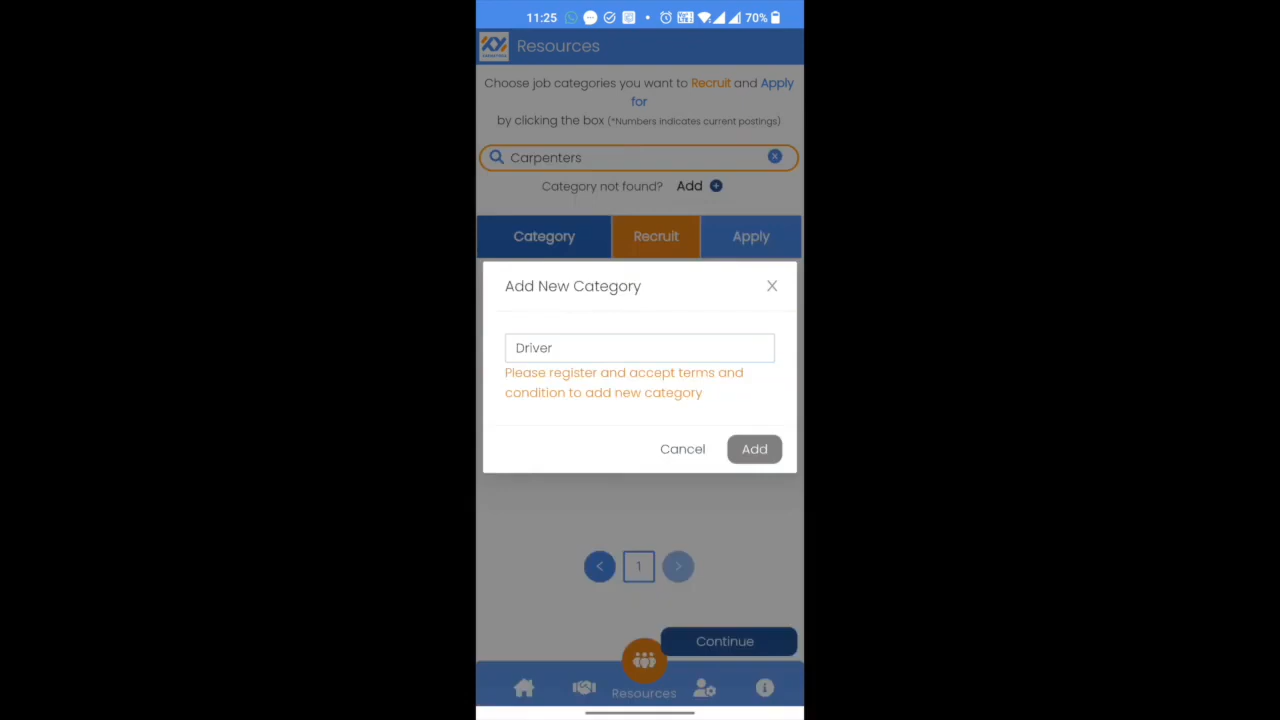 11:25
70%
Resources
Choose job categories you want to Recruit and Apply
for
by clicking the box (*Numbers indicates current postings)
Carpenters
Category not found? Add
Category Recruit Apply
Add New Category
Driver
Please register and accept terms and
condition to add new category
Cancel Add
< 1 >
Continue
Resources